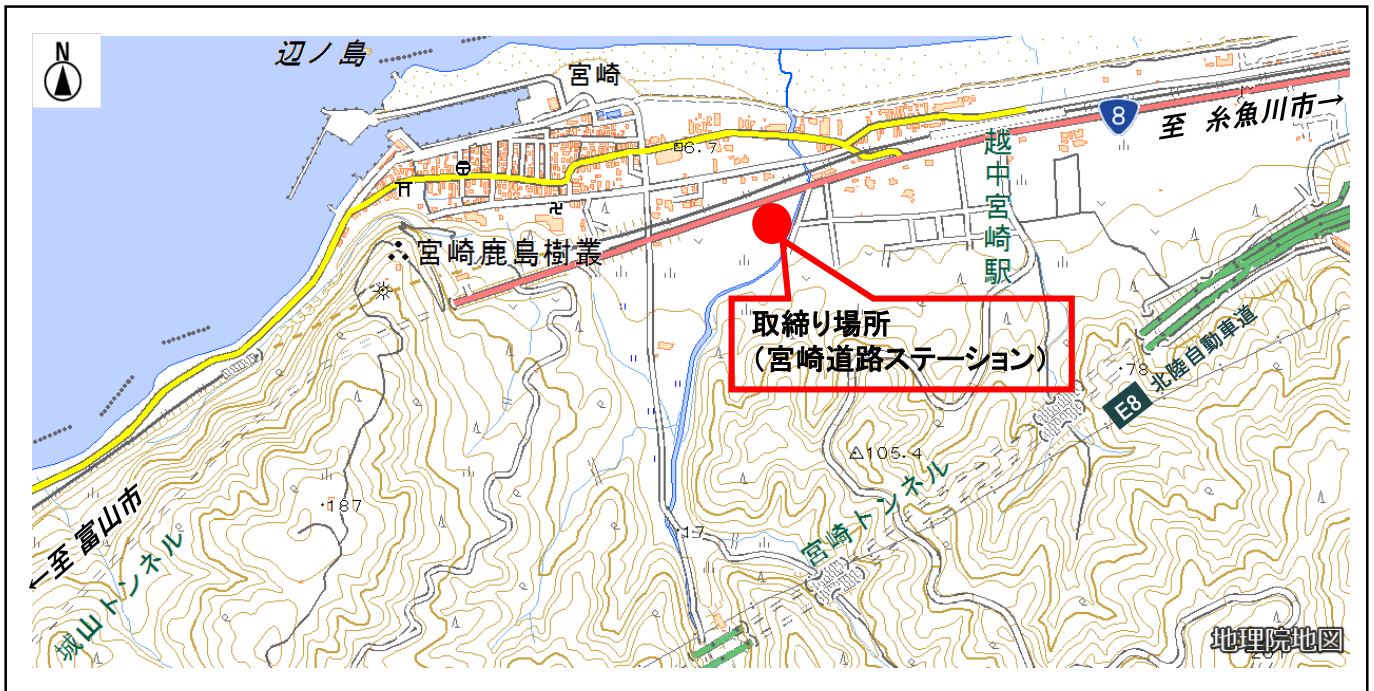 N
辺ノ島
宮崎
8
至 糸魚川市→
6.7
越中宮崎駅
宮崎鹿島樹叢
取締り場所
(宮崎道路ステーション)
・78
E8 北陸自動車道
105.4
・187
宮崎トンネル
・17
←至富山市
城山トンネル
地理院地図